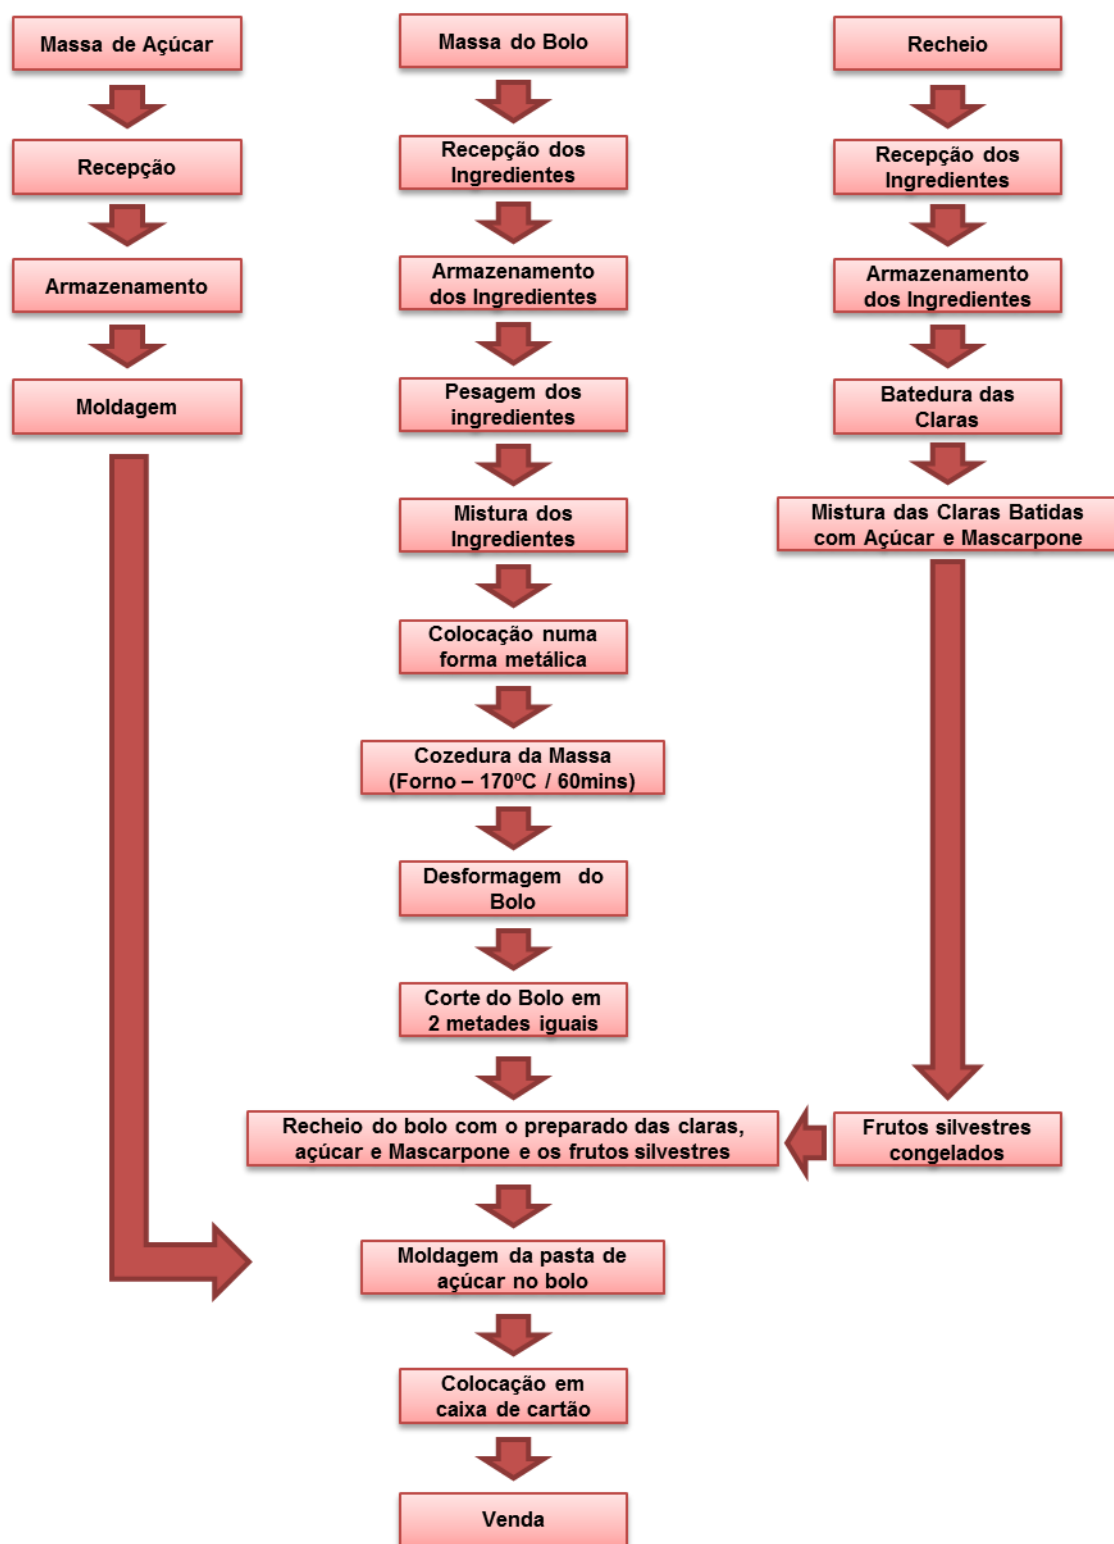 Massa de Açúcar
Recepção
Armazenamento
Moldagem
Massa do Bolo
Recepção dos
Ingredientes
Armazenamento
dos Ingredientes
Pesagem dos
ingredientes
Mistura dos
Ingredientes
Colocação numa
forma metálica
Cozedura da Massa
(Forno – 170ºC / 60mins)
Desformagem do
Bolo
Corte do Bolo em
2 metades iguais
Recheio
Recepção dos
Ingredientes
Armazenamento
dos Ingredientes
Batedura das
Claras
Mistura das Claras Batidas
com Açúcar e Mascarpone
Frutos silvestres
congelados
Recheio do bolo com o preparado das claras,
açúcar e Mascarpone e os frutos silvestres
Moldagem da pasta de
açúcar no bolo
Colocação em
caixa de cartão
Venda